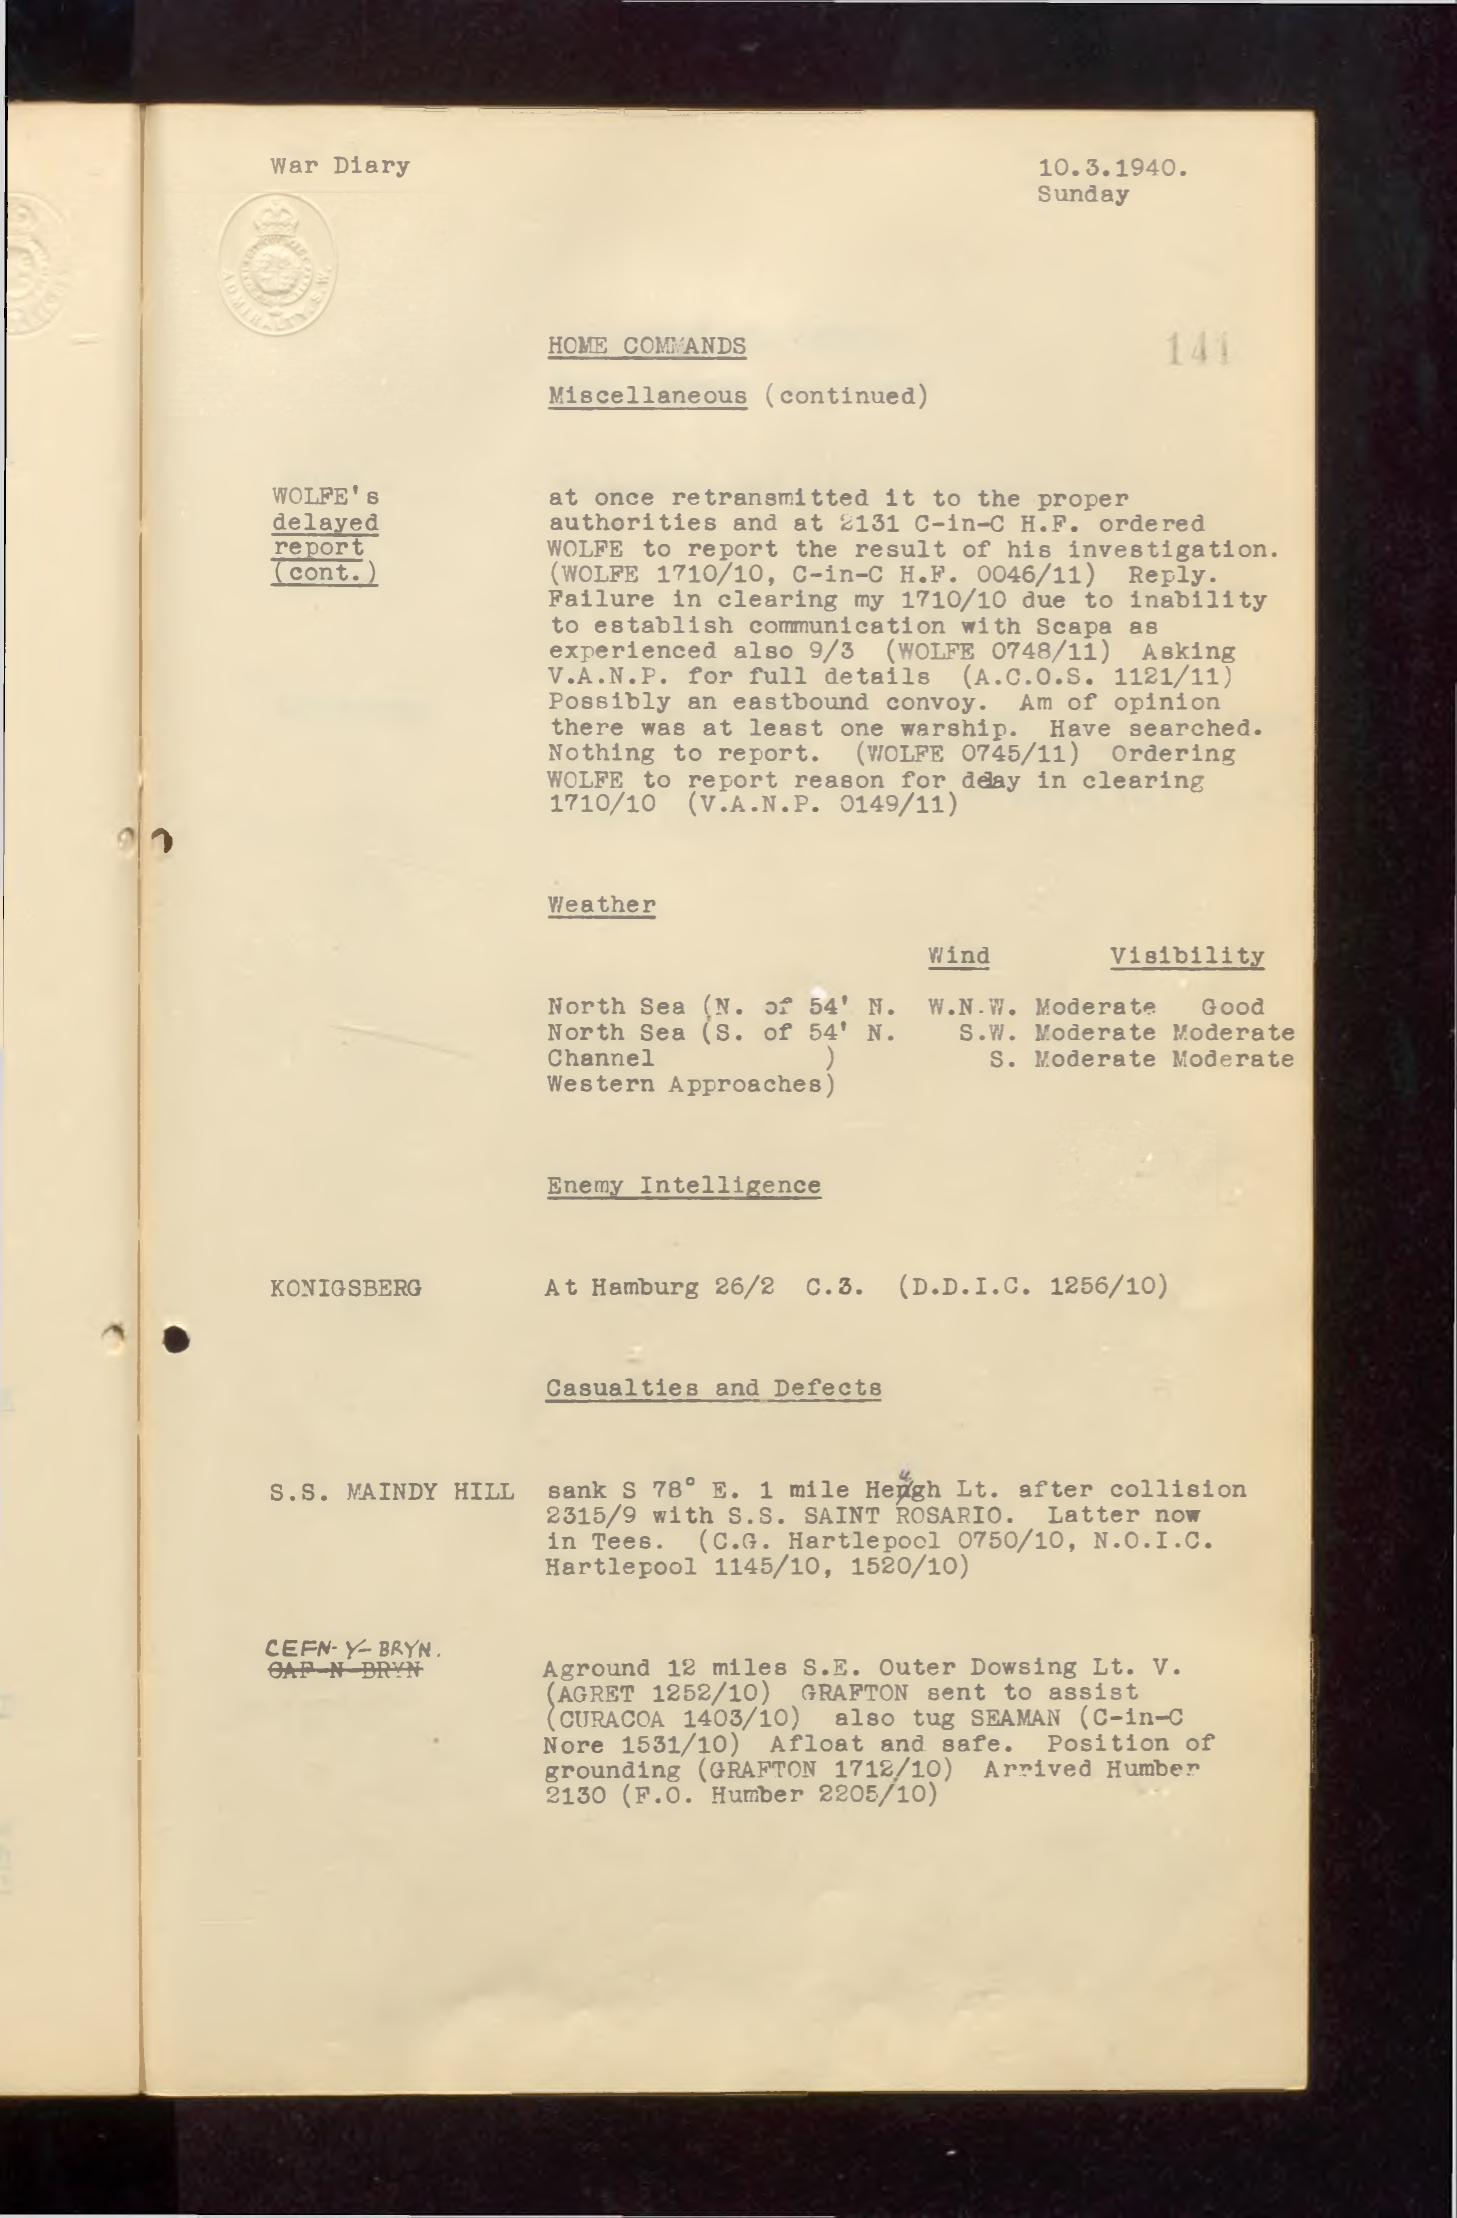 War Diary
10.3.1940.
Sunday
ADMIRALTY. S.W.
HOME COMMANDS
141
Miscellaneous (continued)
WOLFE's
delayed
report
(cont.)
at once retransmitted it to the proper
authorities and at 2131 C-in-C H.F. ordered
WOLFE to report the result of his investigation.
(WOLFE 1710/10, C-in-C H.F. 0046/11) Reply.
Failure in clearing my 1710/10 due to inability
to establish communication with Scapa as
experienced also 9/3 (WOLFE 0748/11) Asking
V.A.N.P. for full details (A.C.O.S. 1121/11)
Possibly an eastbound convoy. Am of opinion
there was at least one warship. Have searched.
Nothing to report. (WOLFE 0745/11) Ordering
WOLFE to report reason for delay in clearing
1710/10 (V.A.N.P. 0149/11)
Weather
Wind Visibility
North Sea (N. of 54' N. W.N.W. Moderate Good
North Sea (S. of 54' N. S.W. Moderate Moderate
Channel ) S. Moderate Moderate
Western Approaches)
Enemy Intelligence
KONIGSBERG At Hamburg 26/2 C.3. (D.D.I.C. 1256/10)
Casualties and Defects
S.S. MAINDY HILL sank S 78° E. 1 mile Heugh Lt. after collision
2315/9 with S.S. SAINT ROSARIO. Latter now
in Tees. (C.G. Hartlepool 0750/10, N.O.I.C.
Hartlepool 1145/10, 1520/10)
CEFN-Y-BRYN.
OAF-N-BRYN
Aground 12 miles S.E. Outer Dowsing Lt. V.
(AGRET 1252/10) GRAFTON sent to assist
(CURACOA 1403/10) also tug SEAMAN (C-in-C
Nore 1531/10) Afloat and safe. Position of
grounding (GRAFTON 1712/10) Arrived Humber
2130 (F.O. Humber 2205/10)